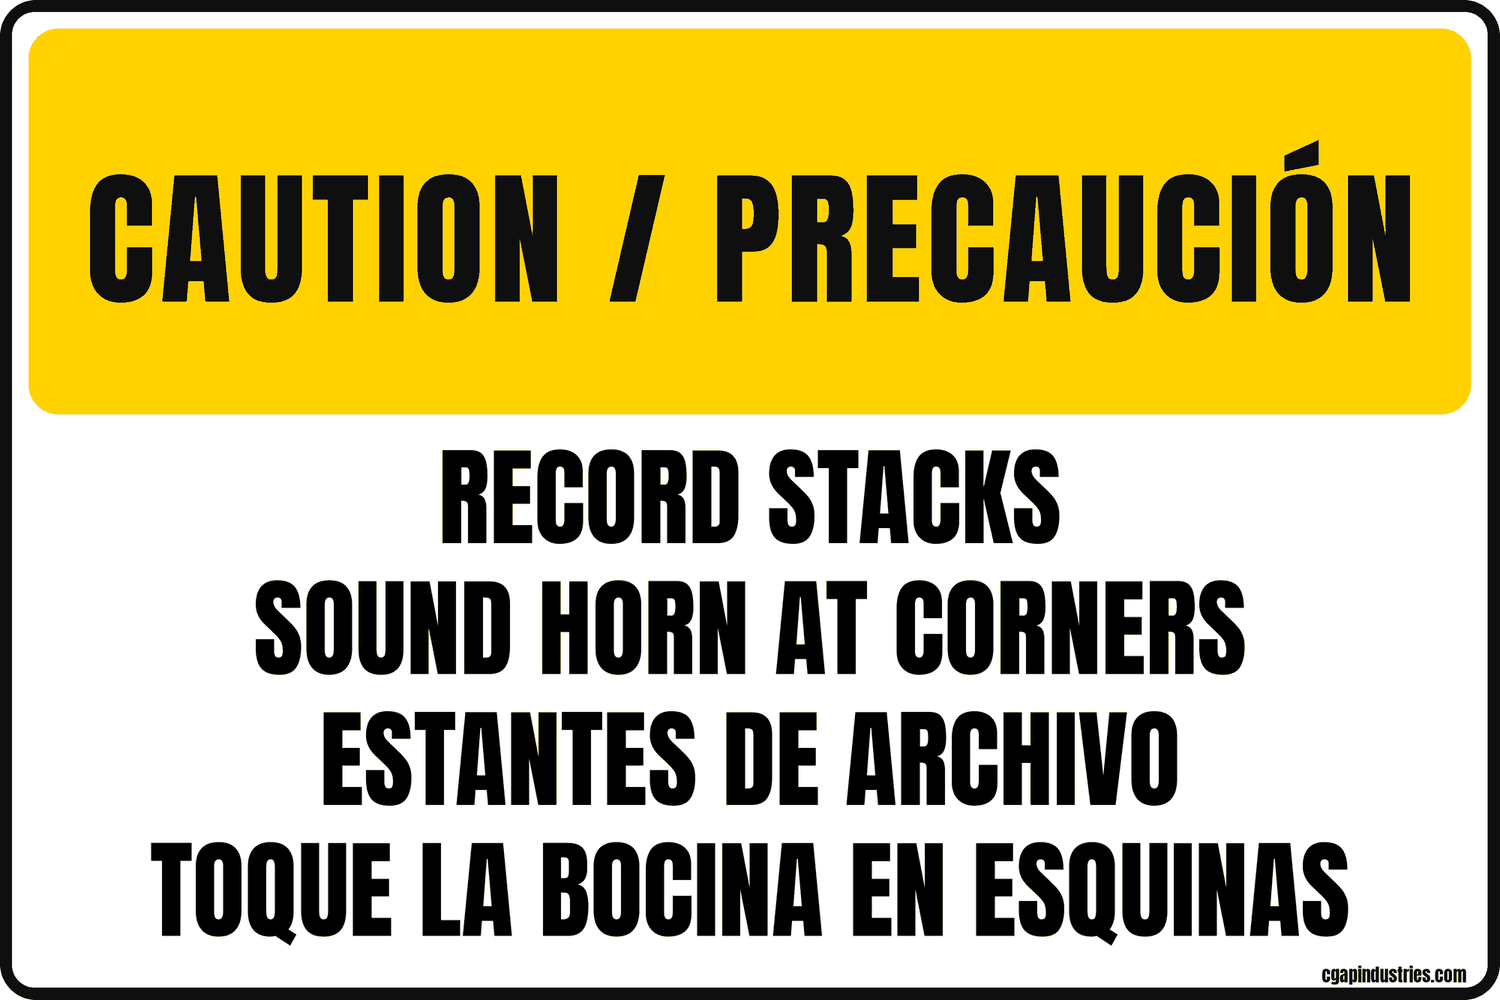 CAUTION / PRECAUCIÓN
RECORD STACKS
SOUND HORN AT CORNERS
ESTANTES DE ARCHIVO
TOQUE LA BOCINA EN ESQUINAS
cgapindustries.com